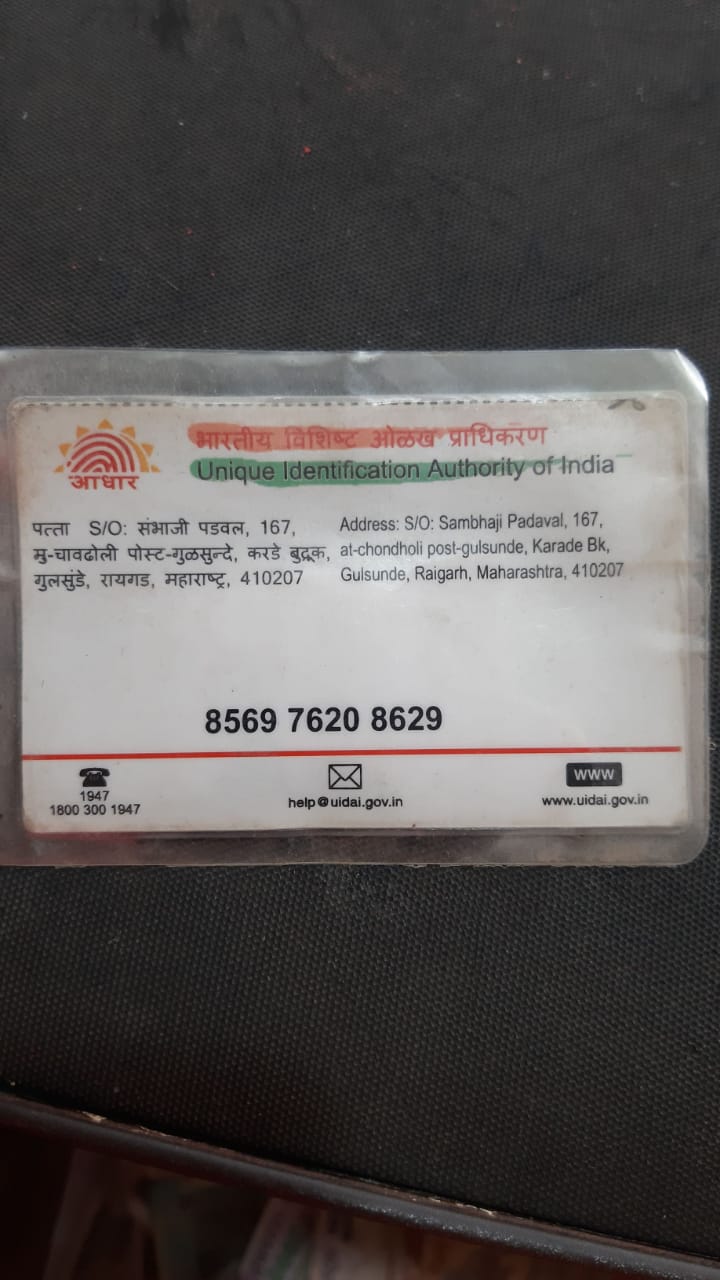 भारतीय विशिष्ट ओळख प्राधिकरण
Unique Identification Authority of India
आधार
पत्ता S/O: संभाजी पडवल, 167,
मु-चावढोली पोस्ट-गुळसुन्दे, करडे बुद्रूक,
गुलसुंडे, रायगड, महाराष्ट्र, 410207
Address: S/O: Sambhaji Padaval, 167,
at-chondholi post-gulsunde, Karade Bk,
Gulsunde, Raigarh, Maharashtra, 410207
8569 7620 8629
1947
1800 300 1947
help@uidai.gov.in
www
www.uidai.gov.in